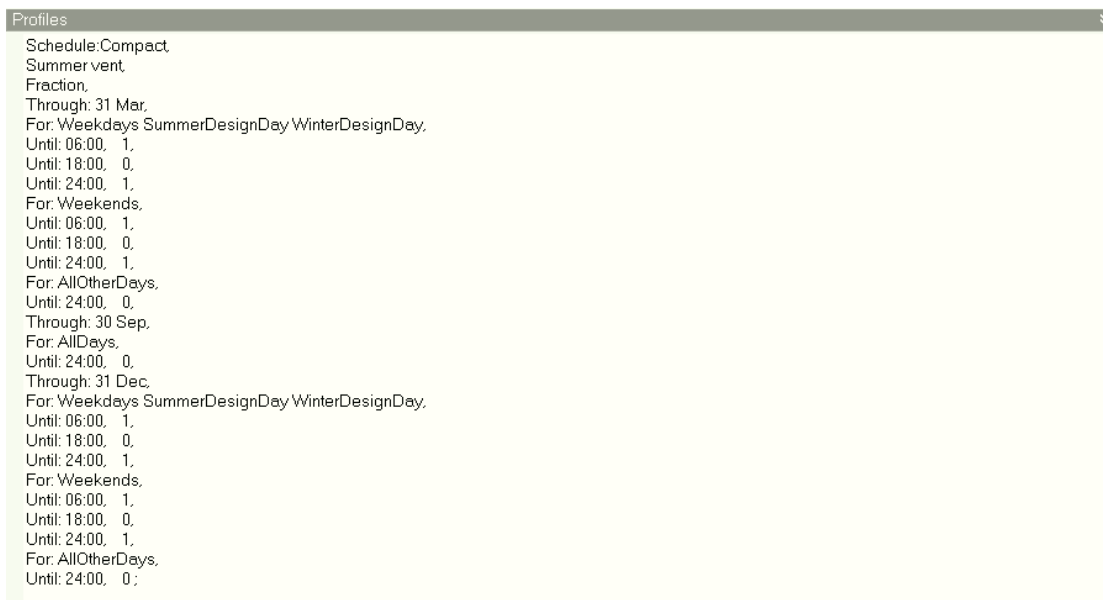 Profiles
Schedule:Compact,
Summer vent,
Fraction,
Through: 31 Mar,
For: Weekdays SummerDesignDay WinterDesignDay,
Until: 06:00, 1,
Until: 18:00, 0,
Until: 24:00, 1,
For: Weekends,
Until: 06:00, 1,
Until: 18:00, 0,
Until: 24:00, 1,
For: AllOtherDays,
Until: 24:00, 0,
Through: 30 Sep,
For: AllDays,
Until: 24:00, 0,
Through: 31 Dec,
For: Weekdays SummerDesignDay WinterDesignDay,
Until: 06:00, 1,
Until: 18:00, 0,
Until: 24:00, 1,
For: Weekends,
Until: 06:00, 1,
Until: 18:00, 0,
Until: 24:00, 1,
For: AllOtherDays,
Until: 24:00, 0 ;